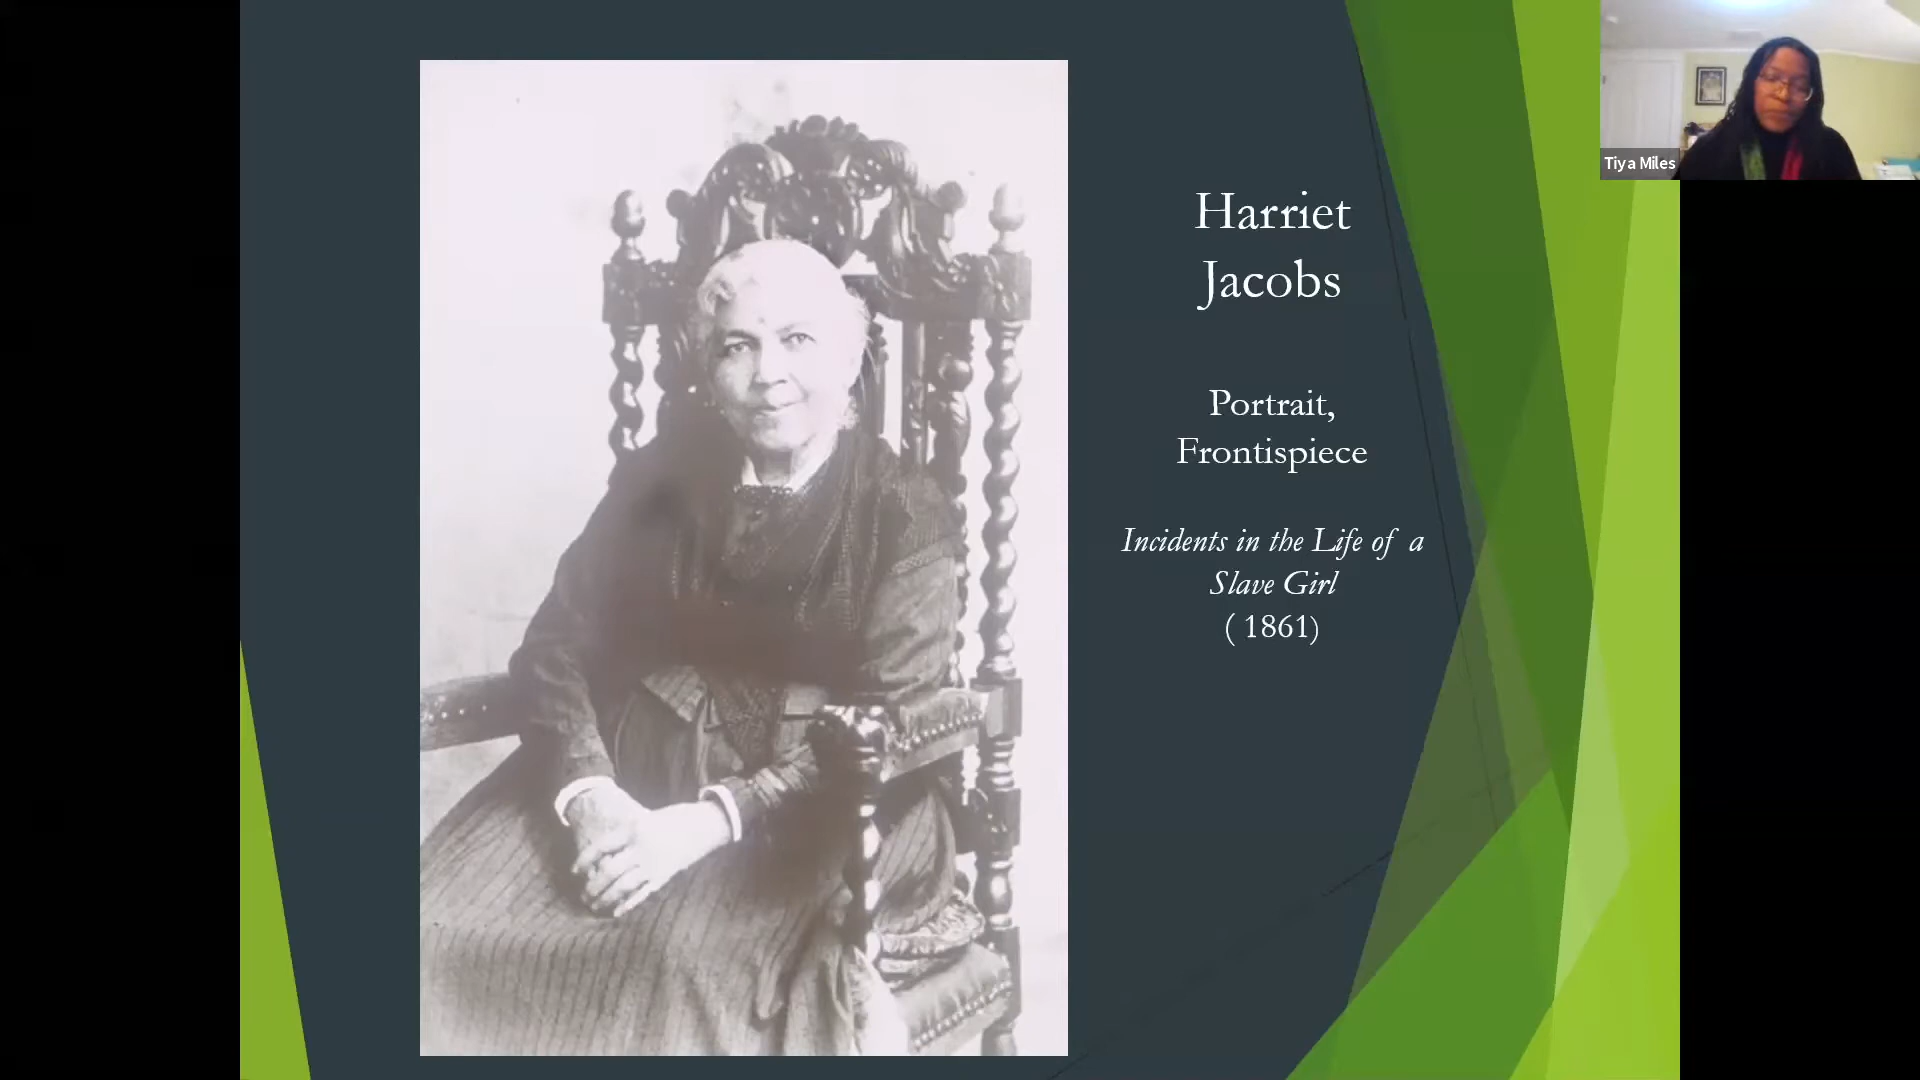 Harriet
Jacobs
Portrait,
Frontispiece
Incidents in the Life of a
Slave Girl
( 1861)
Tiya Miles